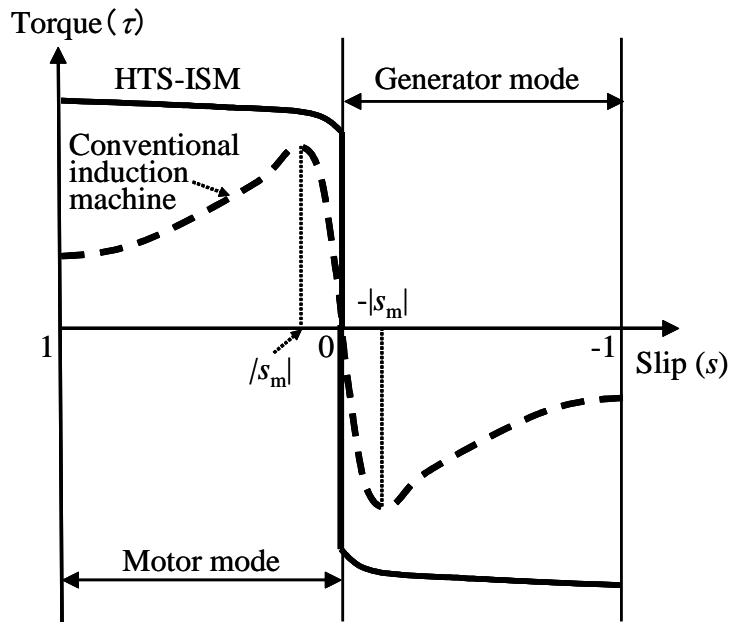 Torque(τ)
HTS-ISM
Generator mode
Conventional
induction
machine
-|sm|
1
0
-1
/sm|
Slip (s)
Motor mode